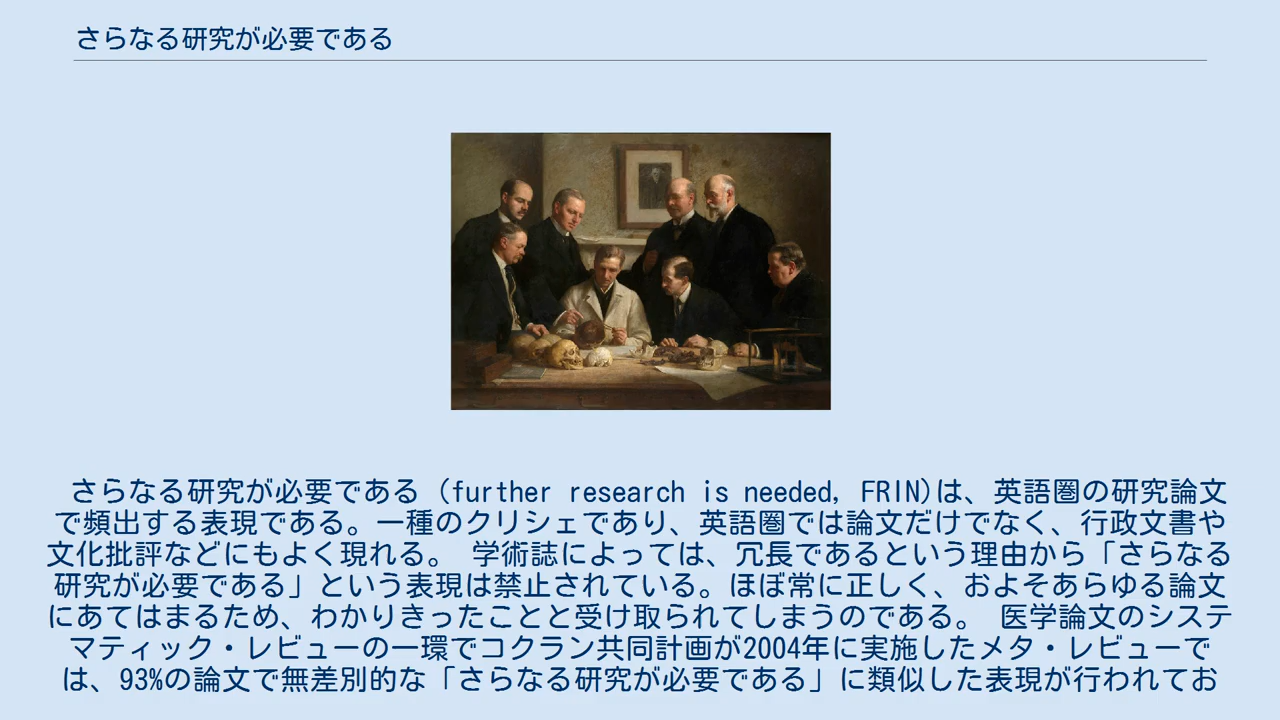 さらなる研究が必要である
さらなる研究が必要である（further research is needed, FRIN)は、英語圏の研究論文
で頻出する表現である。一種のクリシェであり、英語圏では論文だけでなく、行政文書や
文化批評などにもよく現れる。 学術誌によっては、冗長であるという理由から「さらなる
研究が必要である」という表現は禁止されている。ほぼ常に正しく、およそあらゆる論文
にあてはまるため、わかりきったことと受け取られてしまうのである。 医学論文のシステ
マティック・レビューの一環でコクラン共同計画が2004年に実施したメタ・レビューで
は、93%の論文で無差別的な「さらなる研究が必要である」に類似した表現が行われてお